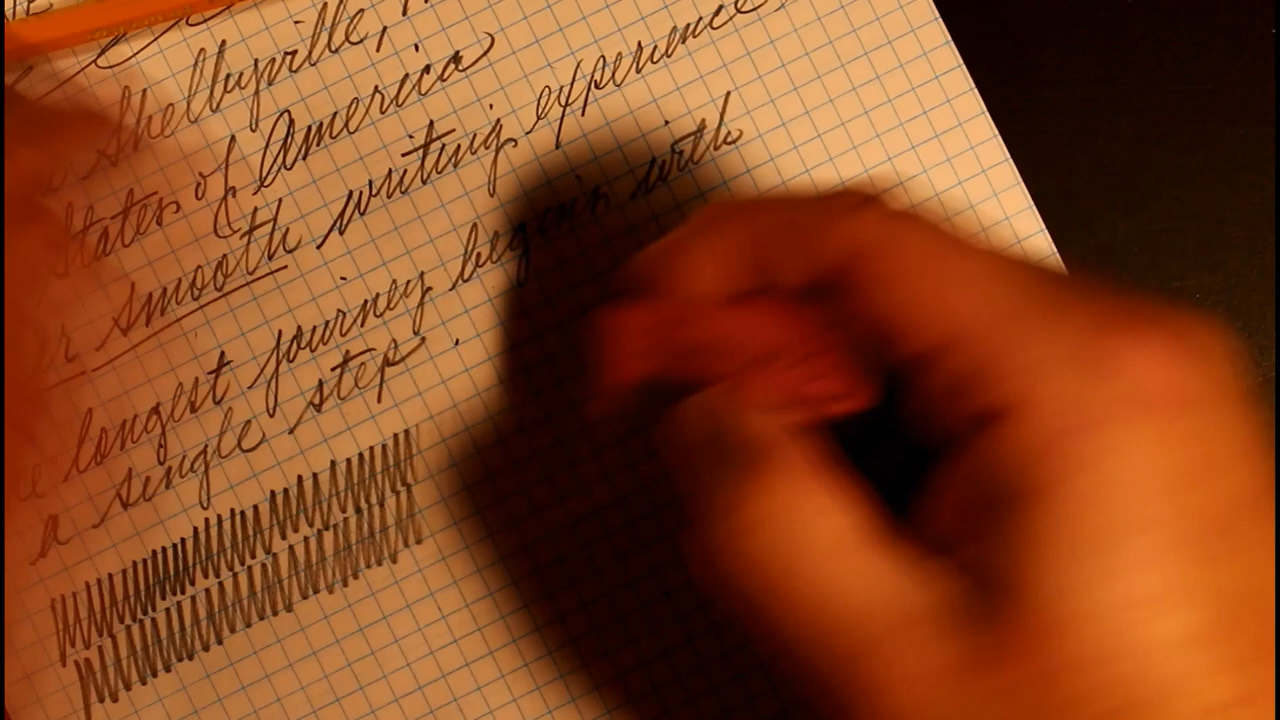 Shelbyville,
States of America
smooth writing experience
longest journey begins with
a single step.